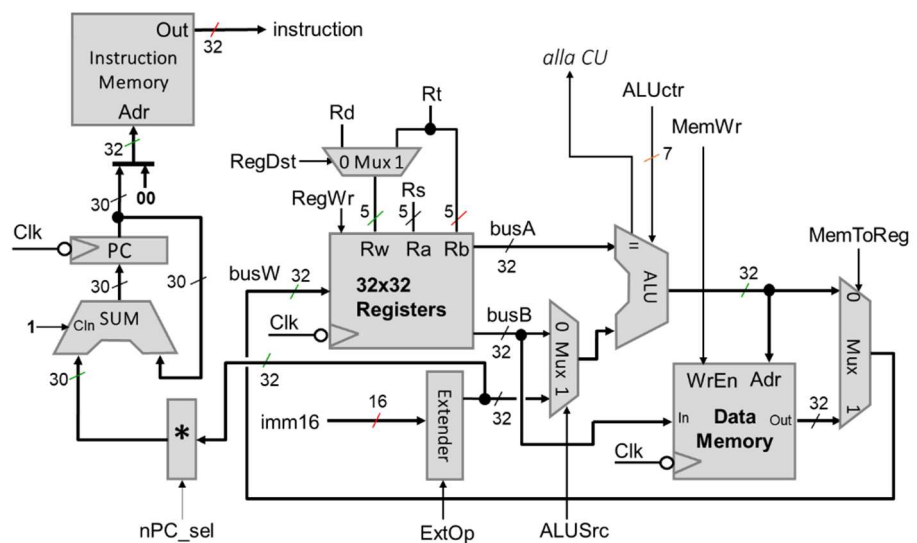 Out
32
instruction
Instruction
Memory
Adr
32
30
00
Clk
PC
30
30
1
CIn
SUM
30
*
nPC_sel
alla CU
ALUctr
7
MemWr
Rd
Rt
RegDst
0 Mux 1
RegWr
Rs
5
5
5
Rw
Ra
Rb
busW
32
32x32
Registers
Clk
busA
32
busB
32
32
imm16
16
Extender
32
ExtOp
0 Mux 1
ALUSrc
=
ALU
32
MemToReg
0
Mux
1
WrEn
Adr
In
Data
Memory
Out
32
Clk